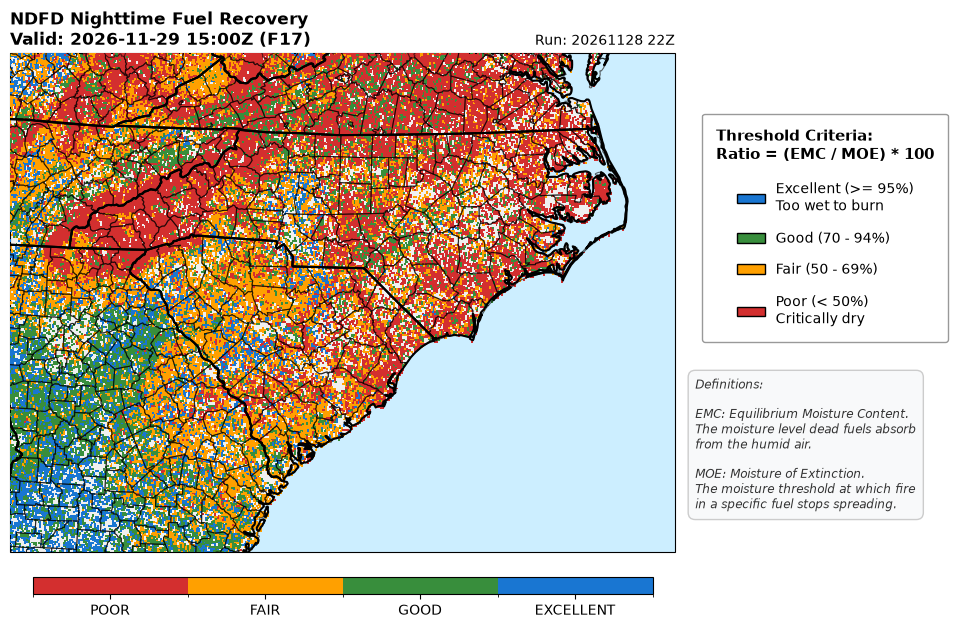 NDFD Nighttime Fuel Recovery
Valid: 2026-11-29 15:00Z (F17)
Run: 20261128 22Z
Threshold Criteria:
Ratio = (EMC / MOE) * 100
Excellent (>= 95%)
Too wet to burn
Good (70 - 94%)
Fair (50 - 69%)
Poor (< 50%)
Critically dry
Definitions:
EMC: Equilibrium Moisture Content.
The moisture level dead fuels absorb
from the humid air.
MOE: Moisture of Extinction.
The moisture threshold at which fire
in a specific fuel stops spreading.
POOR
FAIR
GOOD
EXCELLENT